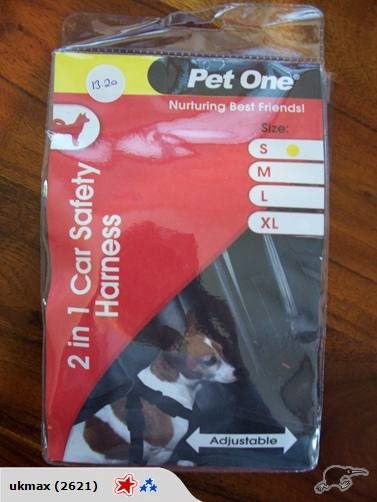 13.20
Pet One®
Nurturing Best Friends!
Size:
S
M
L
XL
2 in 1 Car Safety
Harness
Adjustable
ukmax (2621)